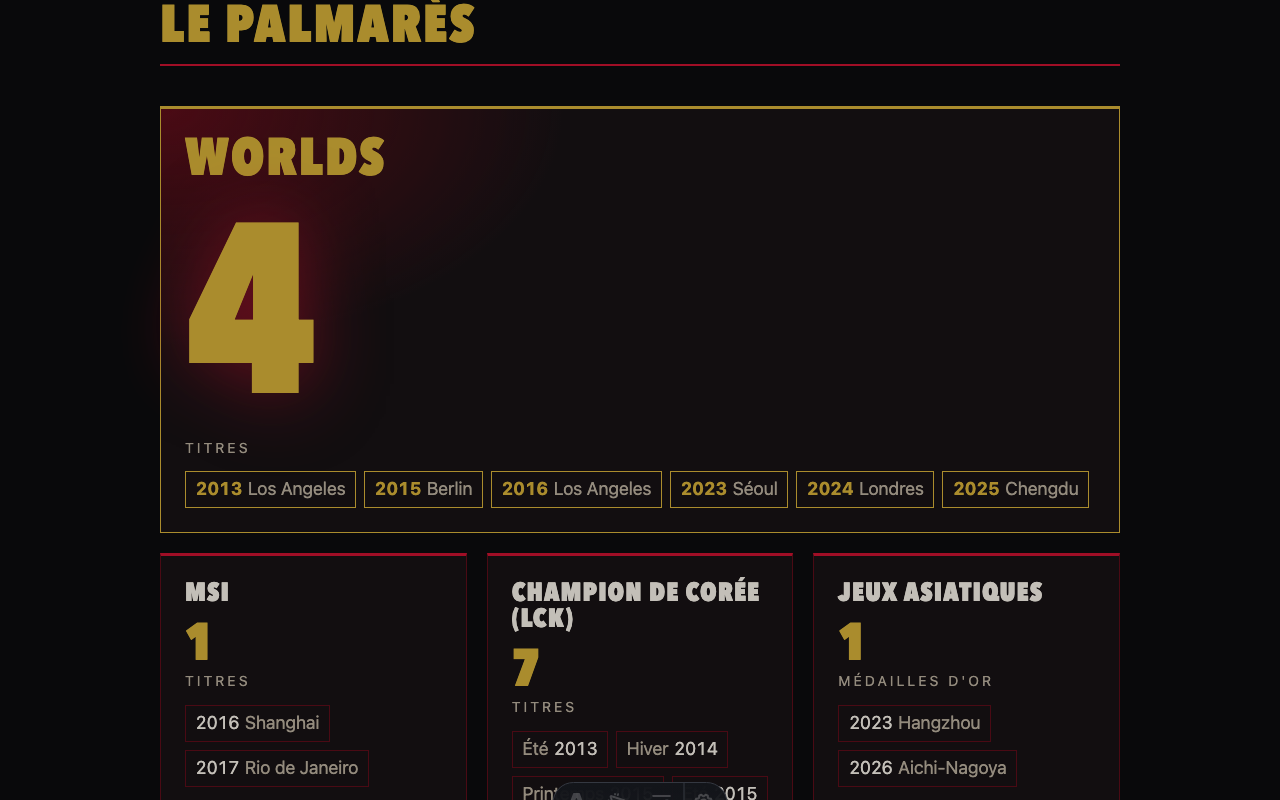 LE PALMARÈS
WORLDS
4
TITRES
2013 Los Angeles 2015 Berlin 2016 Los Angeles 2023 Séoul 2024 Londres 2025 Chengdu
MSI
1
TITRES
2016 Shanghai
2017 Rio de Janeiro
CHAMPION DE CORÉE
(LCK)
7
TITRES
Été 2013 Hiver 2014
2015
JEUX ASIATIQUES
1
MÉDAILLES D'OR
2023 Hangzhou
2026 Aichi-Nagoya